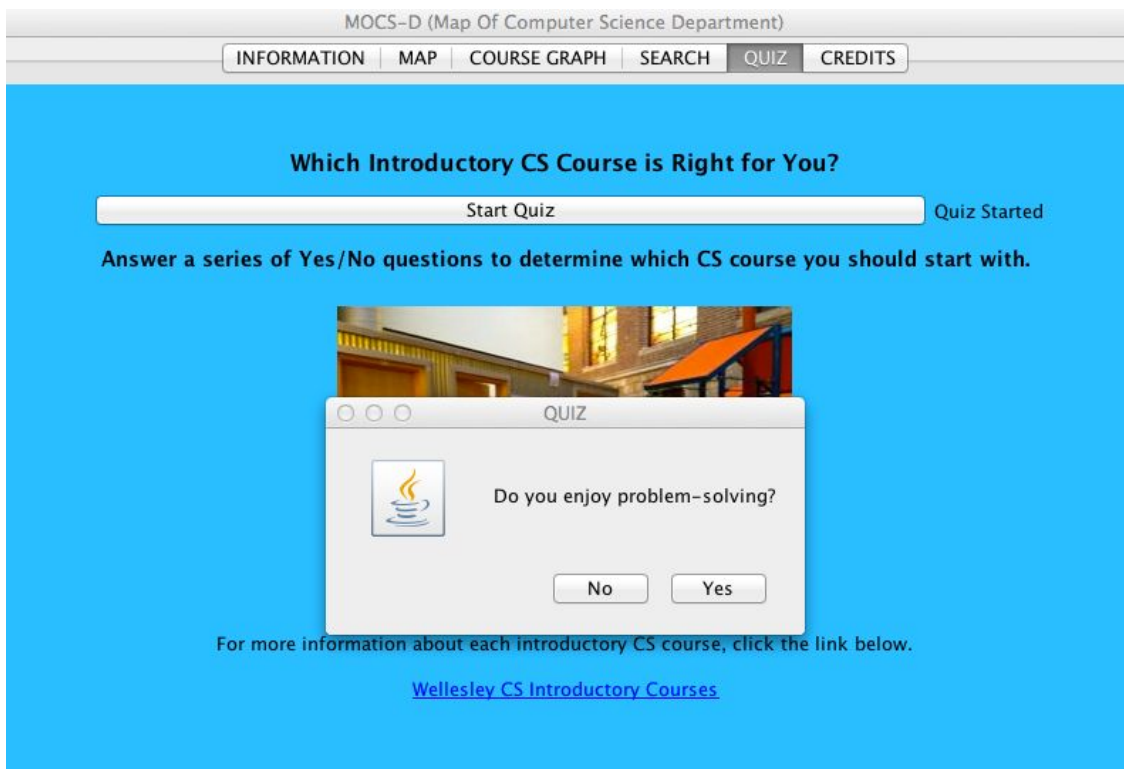 MOCS-D (Map Of Computer Science Department)
INFORMATION MAP COURSE GRAPH SEARCH QUIZ CREDITS
Which Introductory CS Course is Right for You?
Start Quiz Quiz Started
Answer a series of Yes/No questions to determine which CS course you should start with.
QUIZ
Do you enjoy problem-solving?
No Yes
For more information about each introductory CS course, click the link below.
Wellesley CS Introductory Courses